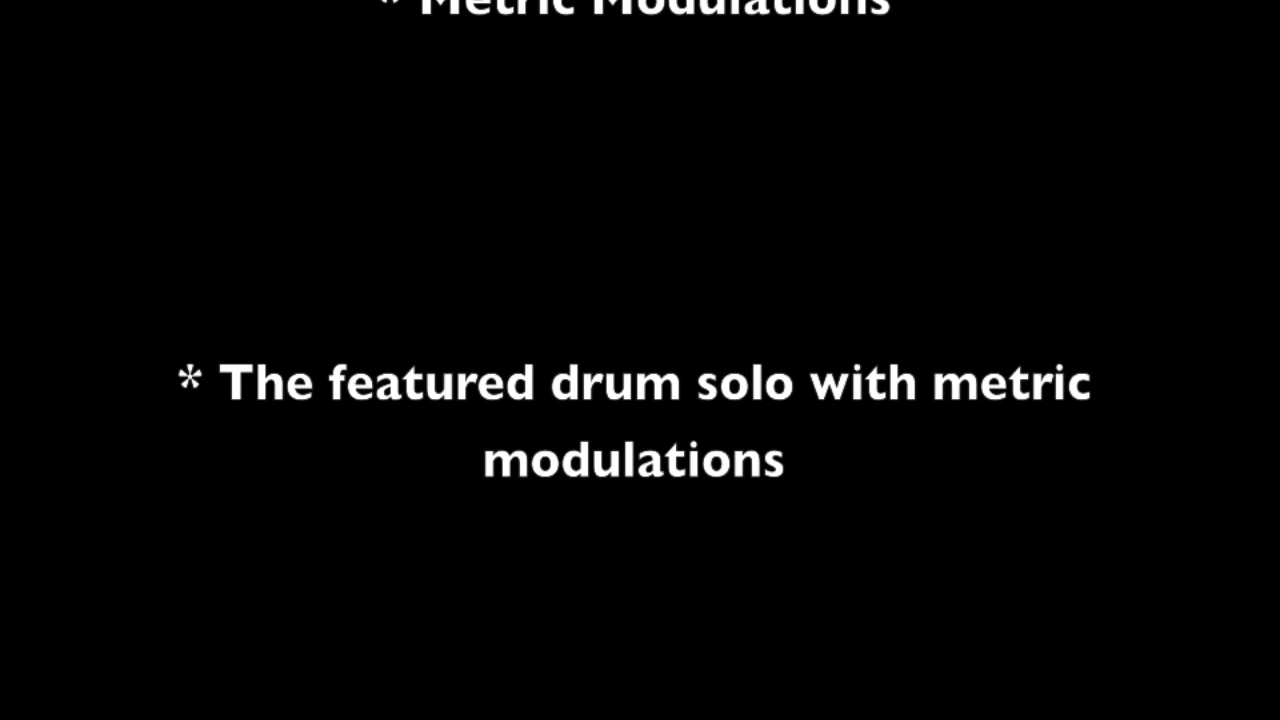 * Metric Modulations
* The featured drum solo with metric
modulations